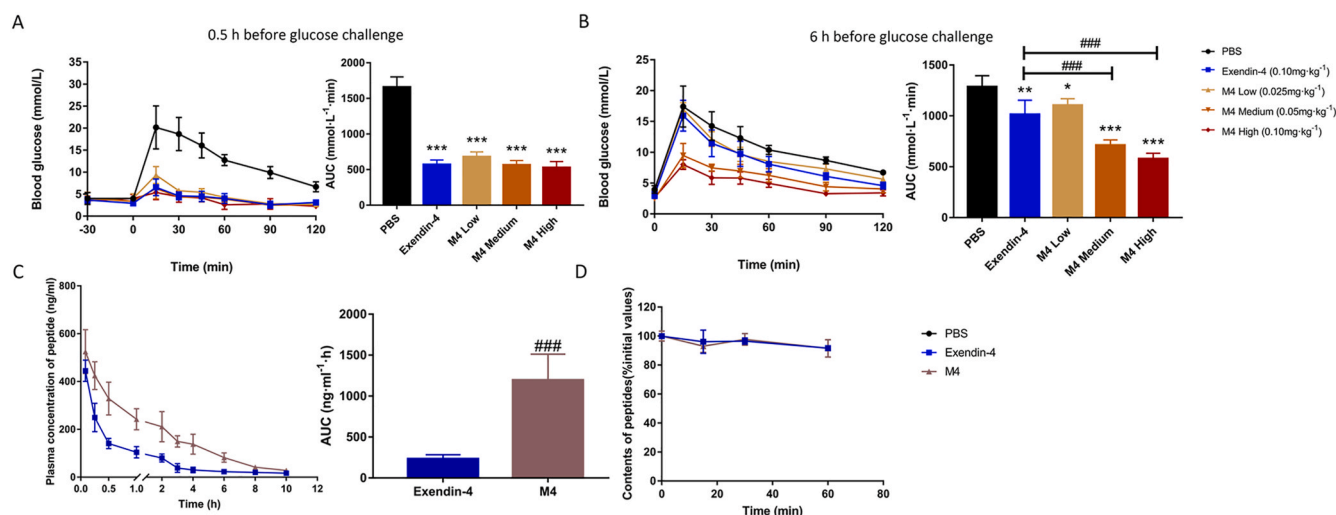 A
0.5 h before glucose challenge
Blood glucose (mmol/L)
35
30
25
20
15
10
5
0
-30
0
30
60
90
120
Time (min)
AUC (mmol·L⁻¹·min)
2000
1500
1000
500
0
***
***
***
***
PBS
Exendin-4
M4 Low
M4 Medium
M4 High
B
6 h before glucose challenge
Blood glucose (mmol/L)
25
20
15
10
5
0
0
30
60
90
120
Time (min)
AUC (mmol·L⁻¹·min)
1500
1000
500
0
###
###
**
*
***
***
PBS
Exendin-4
M4 Low
M4 Medium
M4 High
PBS
Exendin-4 (0.10mg·kg⁻¹)
M4 Low (0.025mg·kg⁻¹)
M4 Medium (0.05mg·kg⁻¹)
M4 High (0.10mg·kg⁻¹)
C
Plasma concentration of peptide (ng/ml)
800
600
400
200
0
0.0
0.5
1.0
2
4
6
8
10
12
Time (h)
AUC (ng·ml⁻¹·h)
2000
1500
1000
500
0
###
Exendin-4
M4
D
Contents of peptides(%initial values)
120
100
80
60
40
20
0
0
20
40
60
80
Time (min)
PBS
Exendin-4
M4